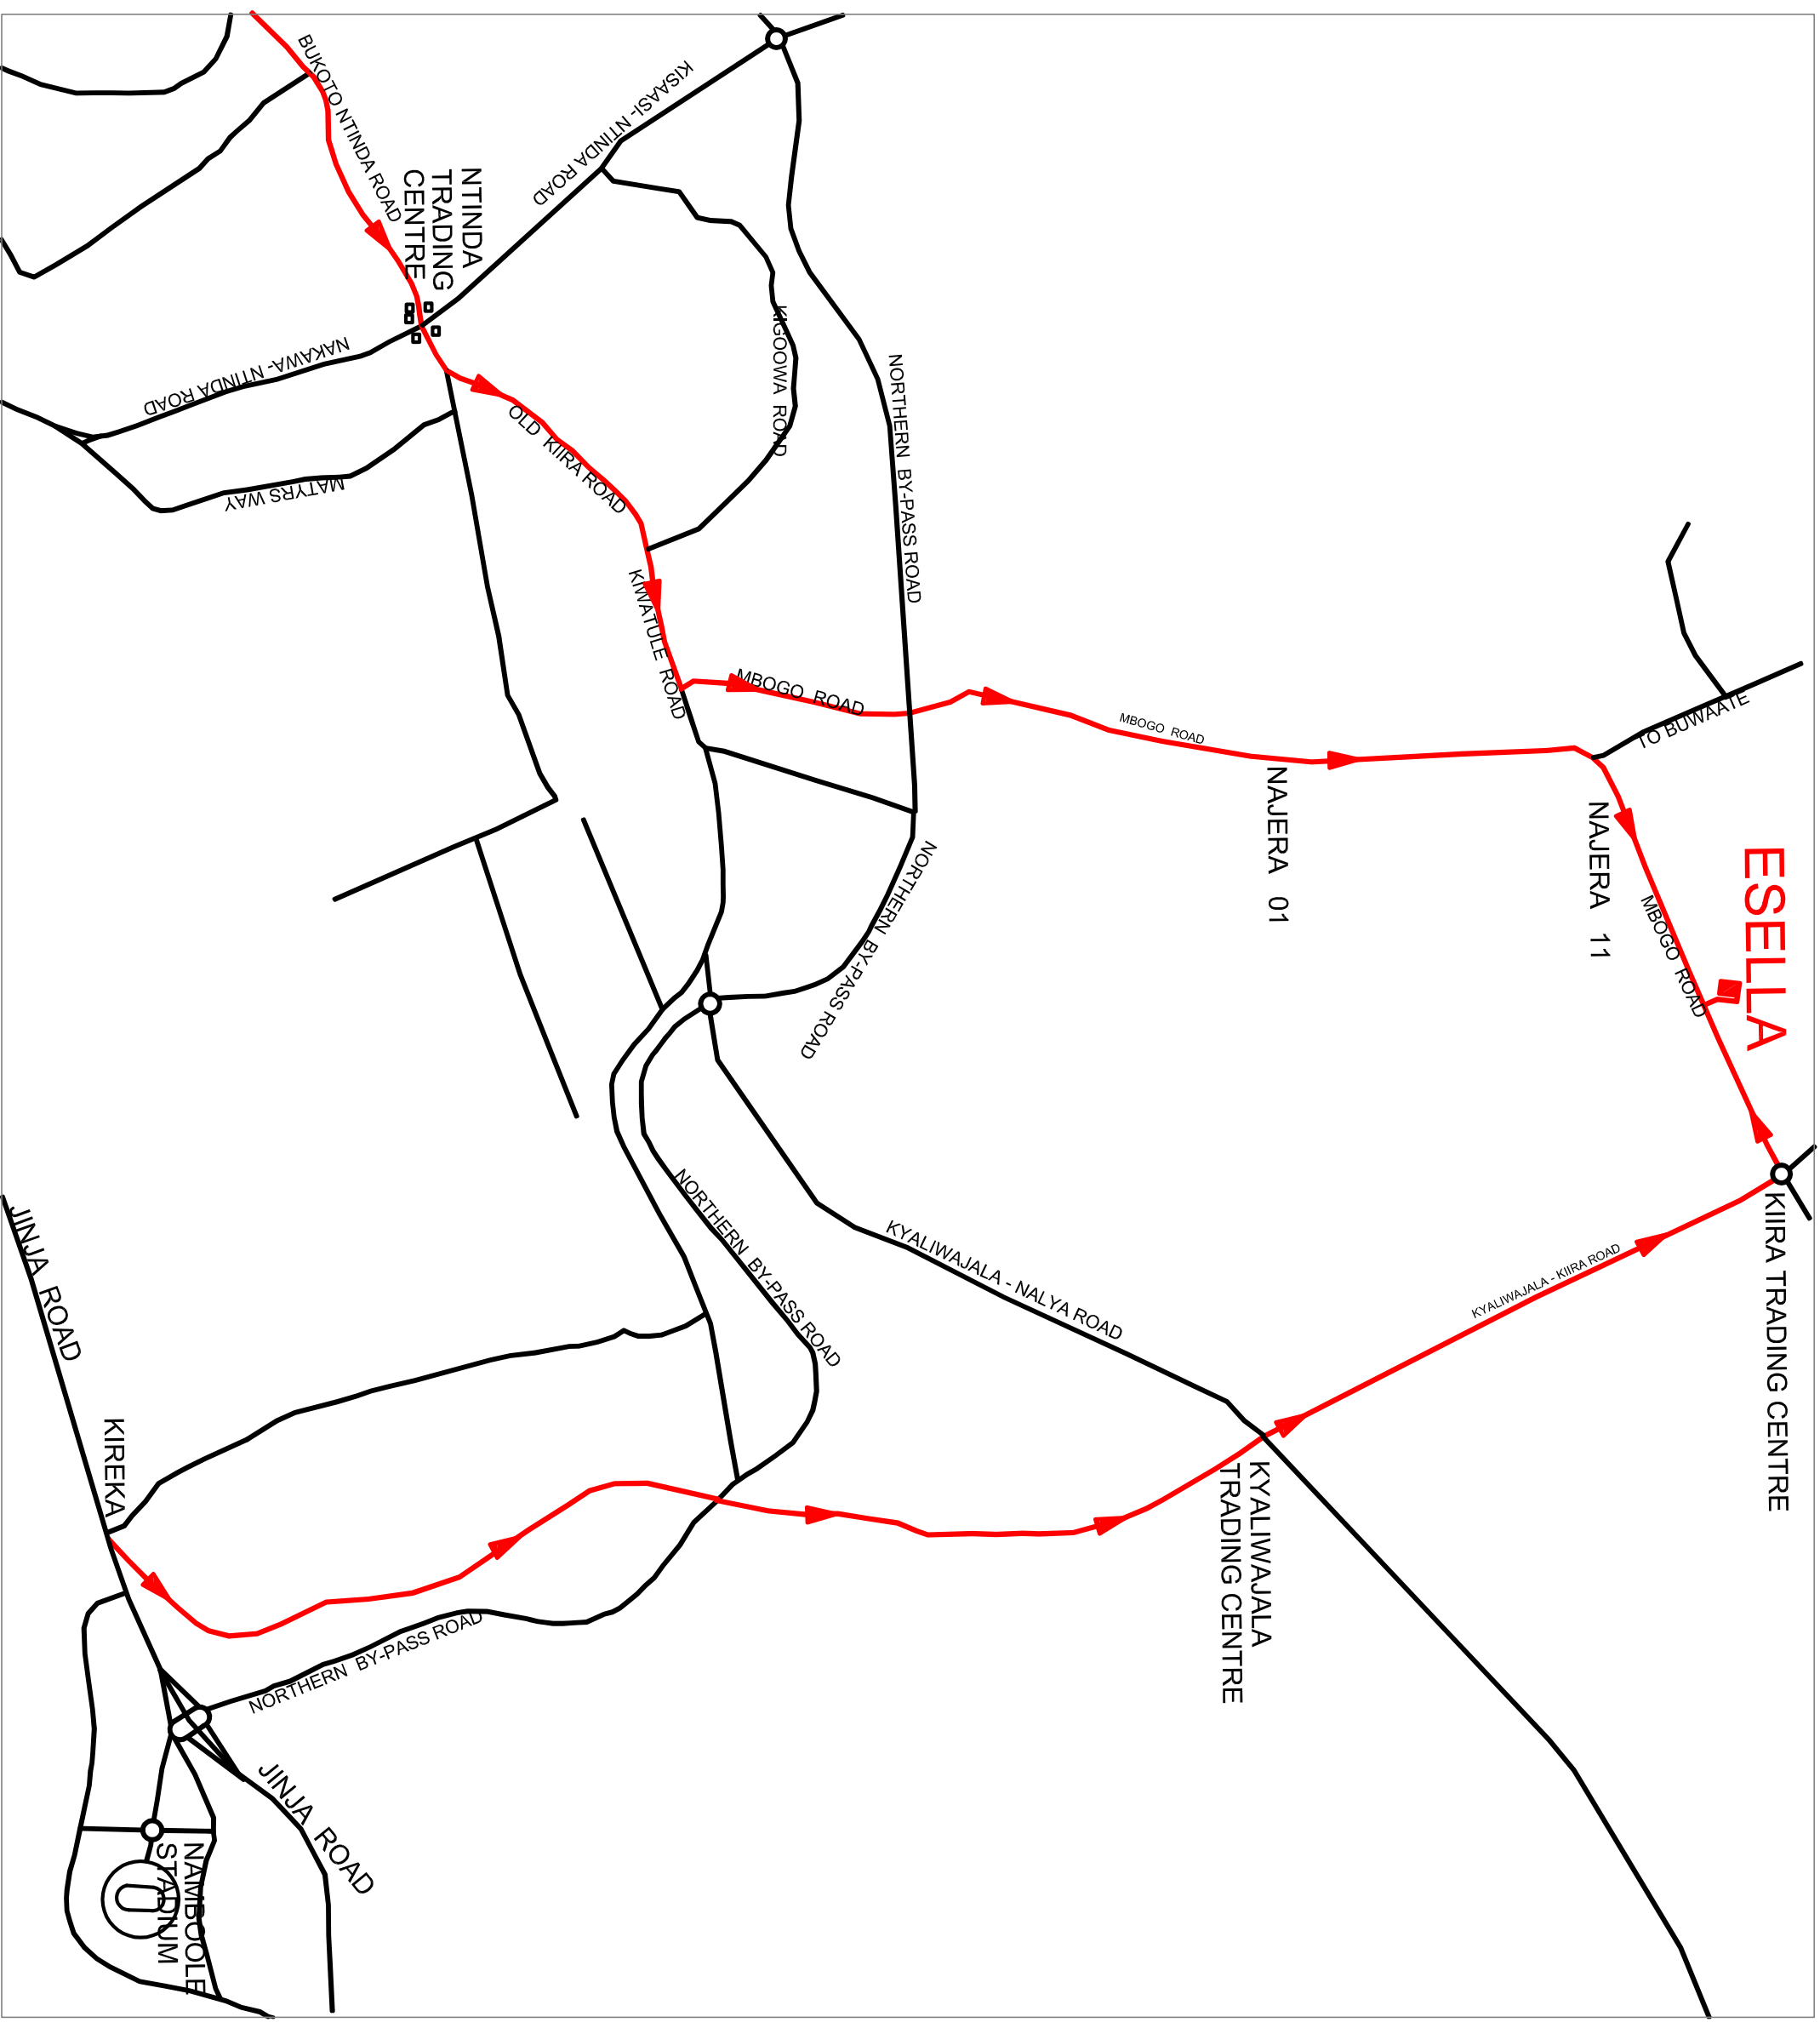 BUKOTO NTINDA ROAD
KISAASI- NTINDA ROAD
NTINDA
TRADING
CENTRE
NAKAWA- NTINDA ROAD
MATYRS WAY
OLD KIIRA ROAD
KIGOOWA ROAD
NORTHERN BY-PASS ROAD
KIWATULE ROAD
MBOGO ROAD
MBOGO ROAD
TO BUWAATE
NAJERA 01
NAJERA 11
MBOGO ROAD
ESELLA
NORTHERN BY-PASS ROAD
KIIRA TRADING CENTRE
KYALIWAJALA - NALYA ROAD
KYALIWAJALA - KIIRA ROAD
NORTHERN BY-PASS ROAD
JINJA ROAD
KIREKA
KYALIWAJALA
TRADING CENTRE
NORTHERN BY-PASS ROAD
JINJA ROAD
NAMBOOLE
STADIUM